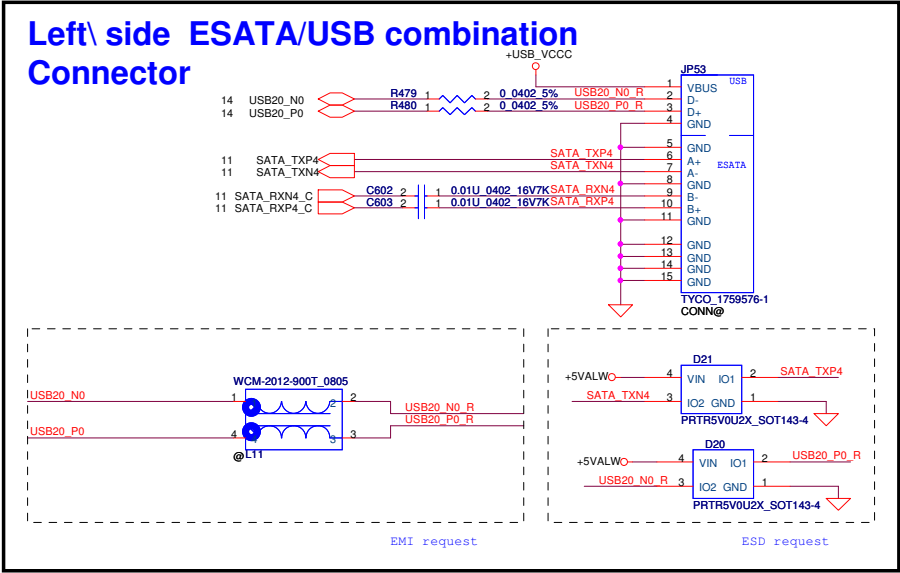 Left\ side ESATA/USB combination
Connector
+USB_VCCC
JP53
USB
14 USB20_N0 R479 1 2 0_0402_5% USB20_N0_R 2 D-
1 VBUS
14 USB20_P0 R480 1 2 0_0402_5% USB20_P0_R 3 D+
4 GND
5 GND
11 SATA_TXP4 SATA_TXP4 6 A+
ESATA
11 SATA_TXN4 SATA_TXN4 7 A-
8 GND
11 SATA_RXN4_C C602 2 1 0.01U_0402_16V7K SATA_RXN4 9 B-
11 SATA_RXP4_C C603 2 1 0.01U_0402_16V7K SATA_RXP4 10 B+
11 GND
12 GND
13 GND
14 GND
15 GND
TYCO_1759576-1
CONN@
WCM-2012-900T_0805
USB20_N0 1 2 2 USB20_N0_R
USB20_P0_R
USB20_P0 4 3 3
@L11
EMI request
D21
+5VALW 4 VIN IO1 2 SATA_TXP4
SATA_TXN4 3 IO2 GND 1
PRTR5V0U2X_SOT143-4
D20
+5VALW 4 VIN IO1 2 USB20_P0_R
USB20_N0_R 3 IO2 GND 1
PRTR5V0U2X_SOT143-4
ESD request